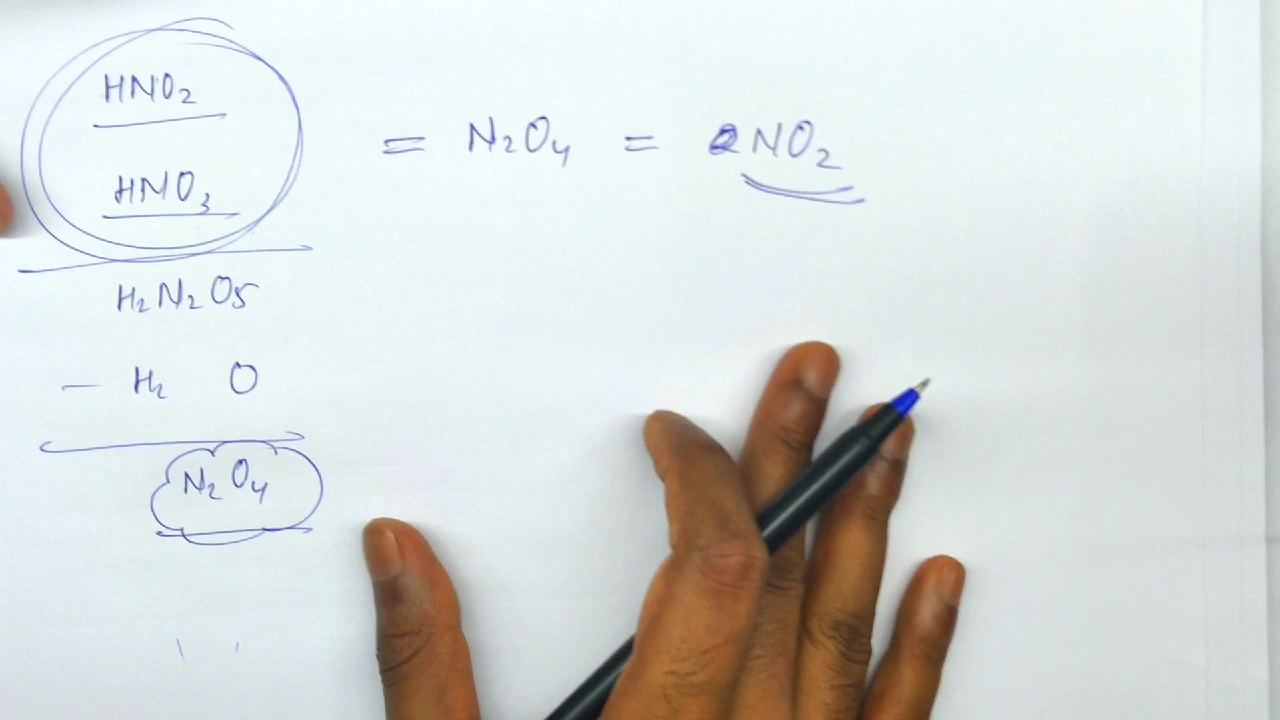 HNO2
HNO3
= N2O4 = 2NO2
H2N2O5
— H2 O
N2O4